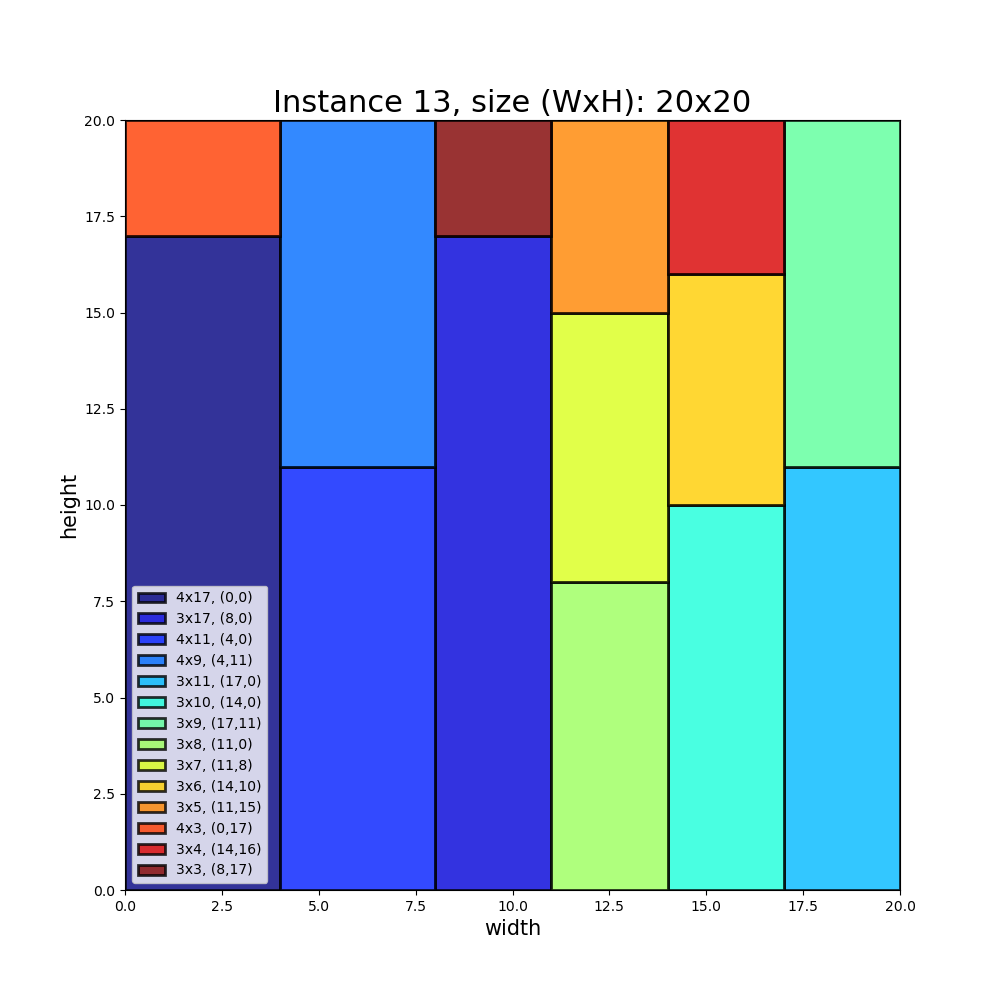 Instance 13, size (WxH): 20x20
20.0
17.5
15.0
12.5
10.0
7.5
5.0
2.5
0.0
height
4x17, (0,0)
3x17, (8,0)
4x11, (4,0)
4x9, (4,11)
3x11, (17,0)
3x10, (14,0)
3x9, (17,11)
3x8, (11,0)
3x7, (11,8)
3x6, (14,10)
3x5, (11,15)
4x3, (0,17)
3x4, (14,16)
3x3, (8,17)
0.0 2.5 5.0 7.5 10.0 12.5 15.0 17.5 20.0
width